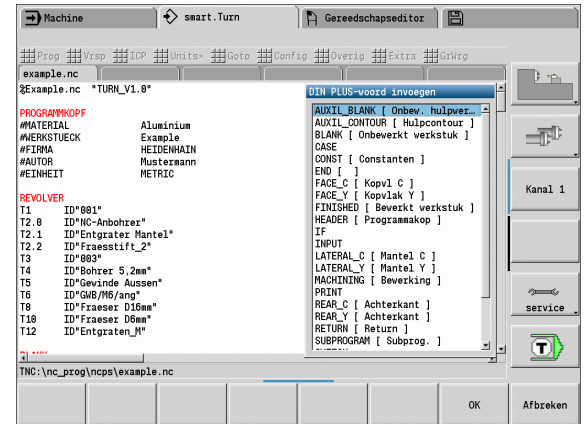 Machine
smart.Turn
Gereedschapseditor
Prog Vrsp ICP Units» Goto Config Overig Extra GrWrg
example.nc
%Example.nc "TURN_V1.0"
PROGRAMMKOPF
#MATERIAL Aluminium
#WERKSTUECK Example
#FIRMA HEIDENHAIN
#AUTOR Mustermann
#EINHEIT METRIC
REVOLVER
T1 ID"001"
T2.0 ID"NC-Anbohrer"
T2.1 ID"Entgrater Mantel"
T2.2 ID"Fraesstift_2"
T3 ID"003"
T4 ID"Bohrer 5,2mm"
T5 ID"Gewinde Aussen"
T6 ID"GWB/M6/ang"
T8 ID"Fraeser D16mm"
T10 ID"Fraeser D6mm"
T12 ID"Entgraten_M"
DIN PLUS-woord invoegen
AUXIL_BLANK [ Onbew. hulpver…
AUXIL_CONTOUR [ Hulpcontour ]
BLANK [ Onbewerkt werkstuk ]
CASE
CONST [ Constanten ]
END [ ]
FACE_C [ Kopvl C ]
FACE_Y [ Kopvlak Y ]
FINISHED [ Bewerkt werkstuk ]
HEADER [ Programmakop ]
IF
INPUT
LATERAL_C [ Mantel C ]
LATERAL_Y [ Mantel Y ]
MACHINING [ Bewerking ]
PRINT
REAR_C [ Achterkant ]
REAR_Y [ Achterkant ]
RETURN [ Return ]
SUBPROGRAM [ Subprog. ]
Kanal 1
service
T
TNC:\nc_prog\ncps\example.nc
OK
Afbreken